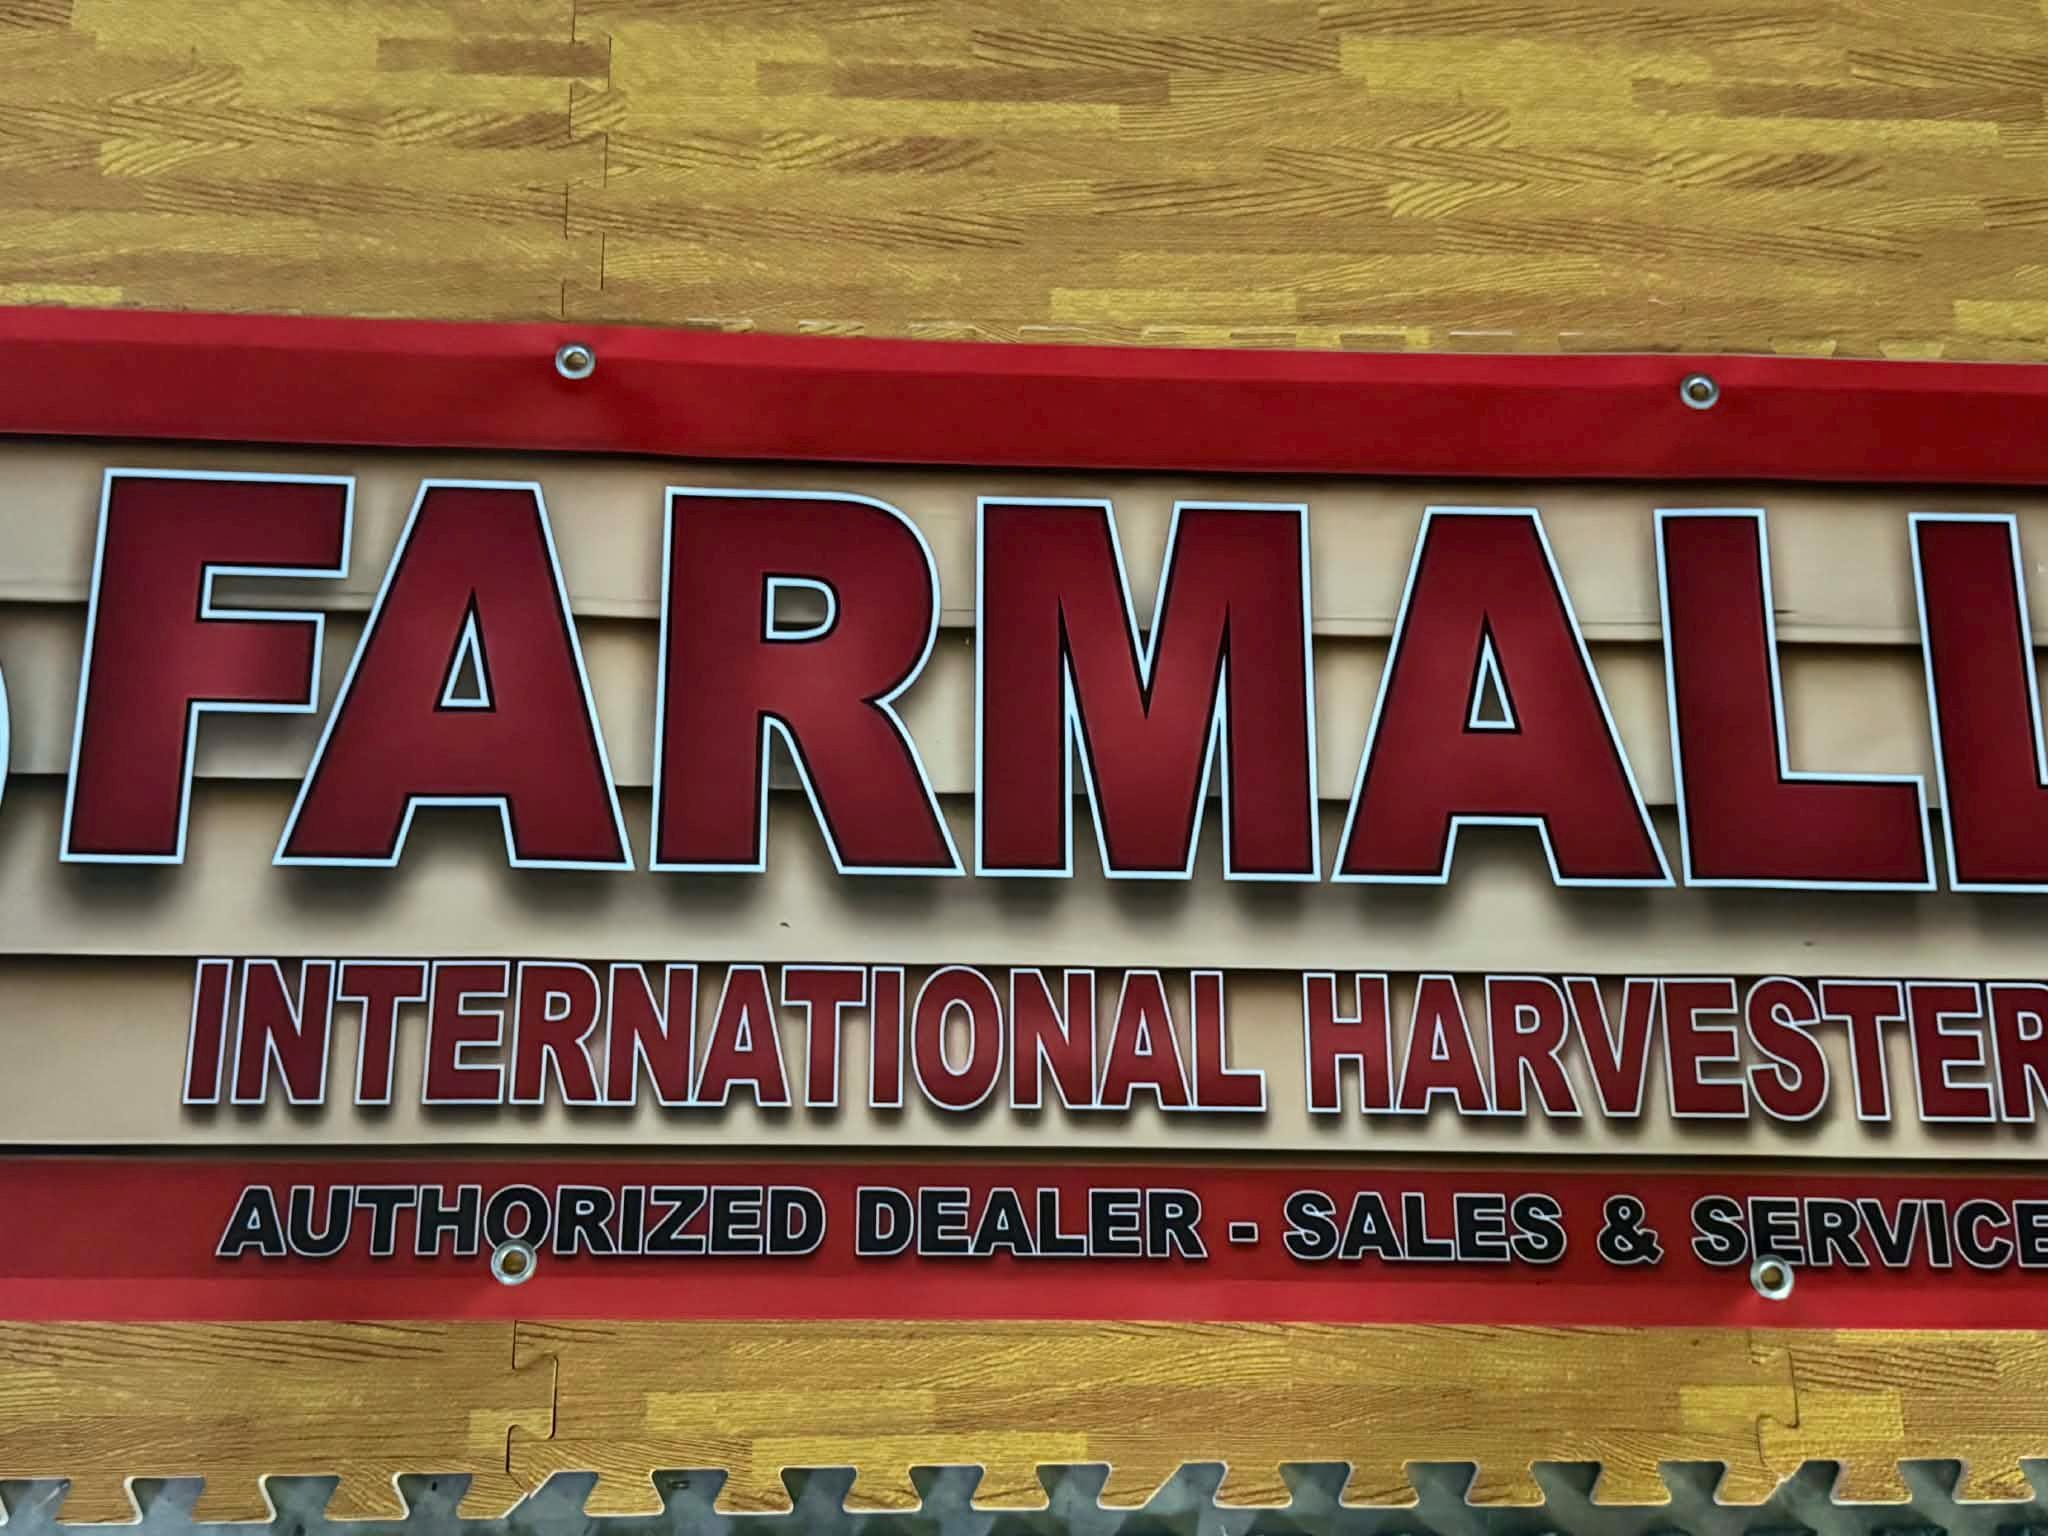 FARMALL
INTERNATIONAL HARVESTER
AUTHORIZED DEALER - SALES & SERVICE